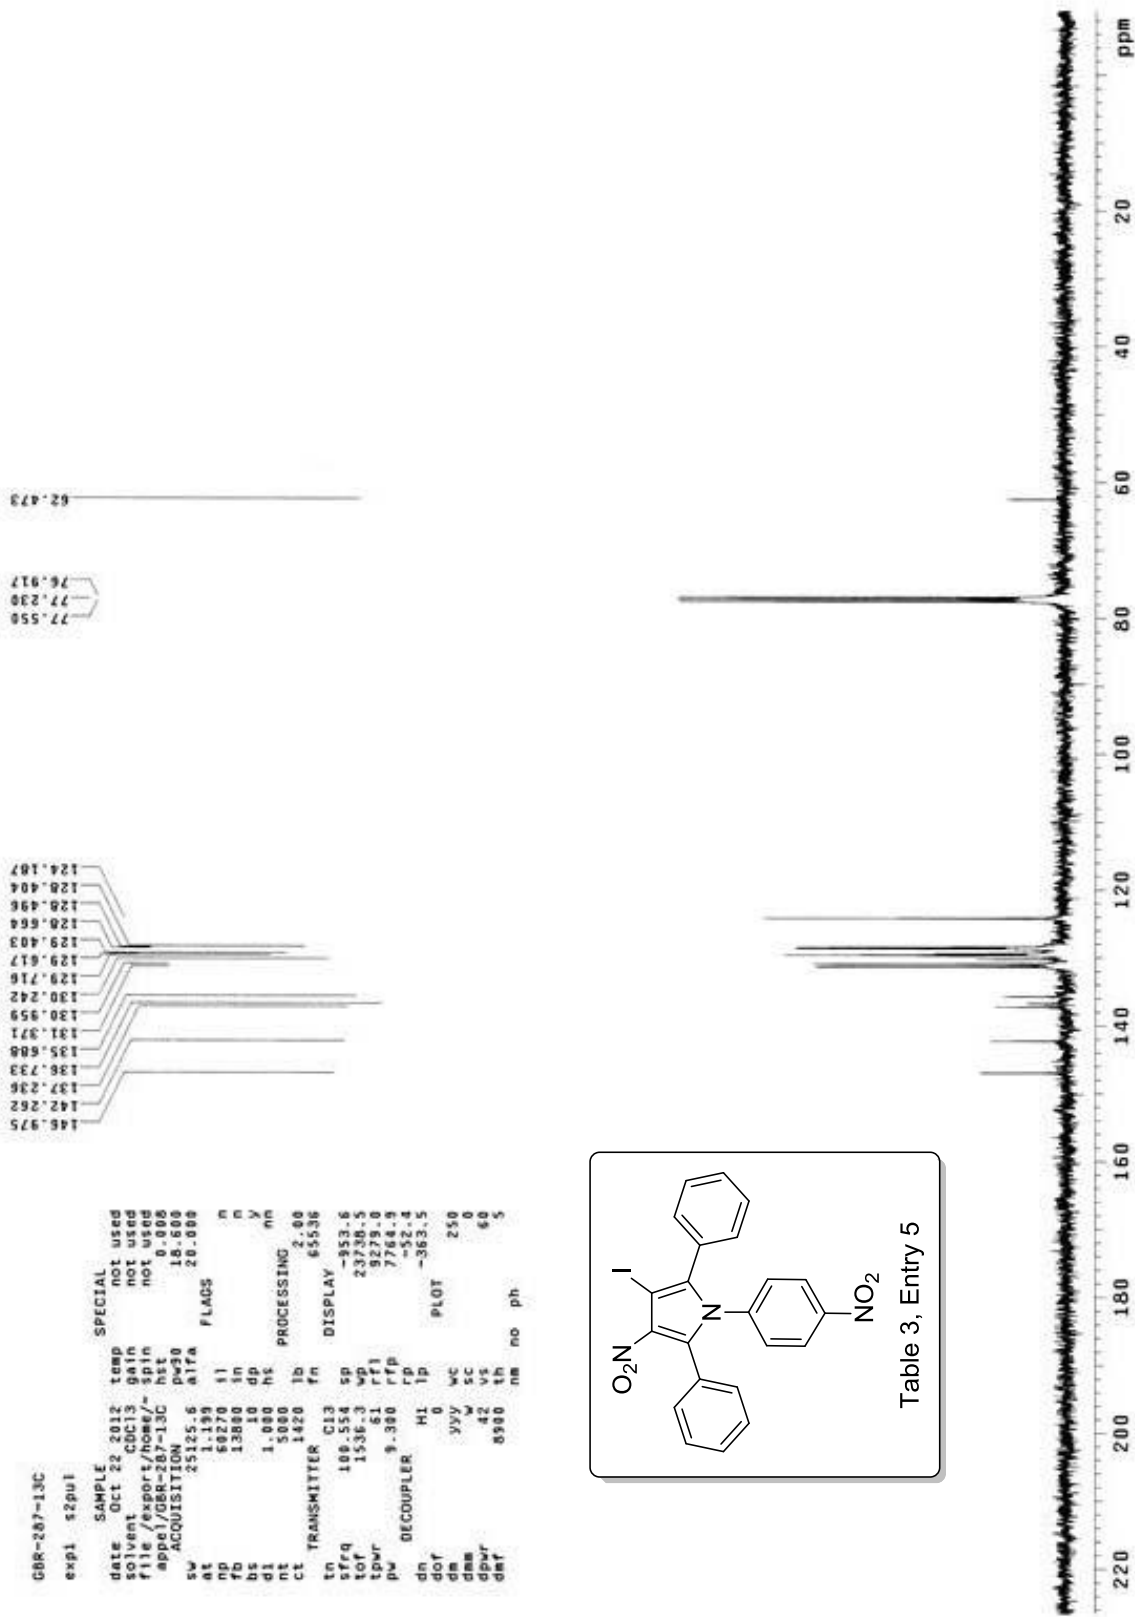 GBR-287-13C
exp1 s2pul
SAMPLE
date Oct 22 2012
solvent CDCl3
file /export/home/~
appel/GBR-287-13C
ACQUISITION
sw 25125.6
at 1.199
np 60270
fb 13800
bs 10
d1 1.000
nt 5000
ct 1420
TRANSMITTER
tn C13
sfrq 100.554
tof 1536.3
tpwr 61
pw 9.300
DECOUPLER
dn H1
dof 0
dm yyy
dmm w
dpwr 42
dmf 8900
SPECIAL
temp not used
gain not used
spin not used
hst 0.008
pw90 18.600
alfa 20.000
FLAGS
il n
in n
dp y
hs nn
PROCESSING
lb 2.00
fn 65536
DISPLAY
sp -953.6
wp 23738.5
rfl 9279.0
rfp 7764.9
rp -52.4
lp -363.5
PLOT
wc 250
sc 0
vs 60
th 5
nm no ph
146.975
142.262
137.236
136.733
135.688
131.371
130.959
130.242
129.716
129.617
129.403
128.664
128.496
128.404
124.187
77.550
77.230
76.917
62.473
O2N
I
N
NO2
Table 3, Entry 5
220 200 180 160 140 120 100 80 60 40 20 ppm